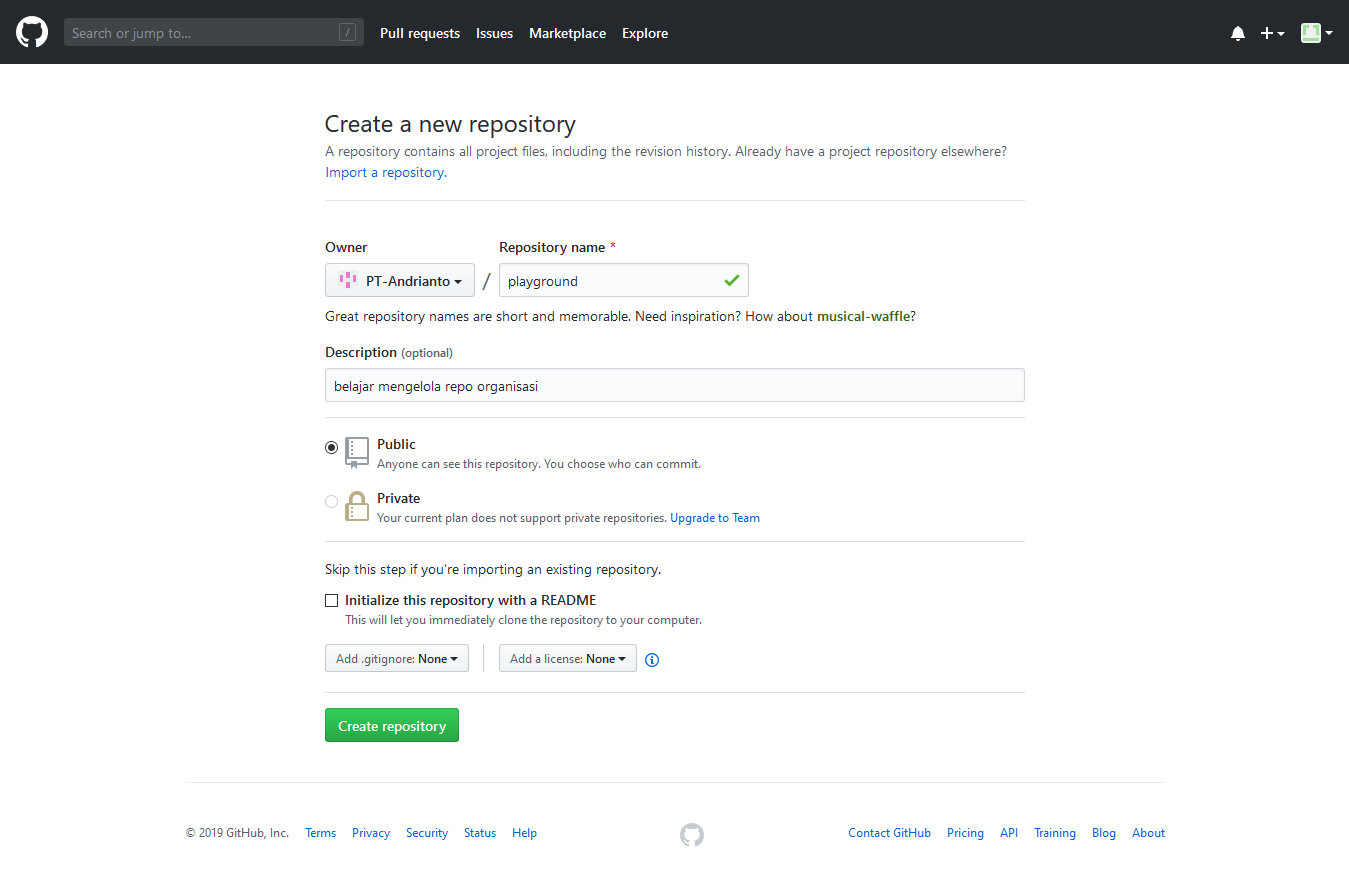 Search or jump to... / Pull requests Issues Marketplace Explore
Create a new repository
A repository contains all project files, including the revision history. Already have a project repository elsewhere?
Import a repository.
Owner Repository name *
PT-Andrianto / playground
Great repository names are short and memorable. Need inspiration? How about musical-waffle?
Description (optional)
belajar mengelola repo organisasi
Public
Anyone can see this repository. You choose who can commit.
Private
Your current plan does not support private repositories. Upgrade to Team
Skip this step if you're importing an existing repository.
Initialize this repository with a README
This will let you immediately clone the repository to your computer.
Add .gitignore: None Add a license: None
Create repository
© 2019 GitHub, Inc. Terms Privacy Security Status Help Contact GitHub Pricing API Training Blog About